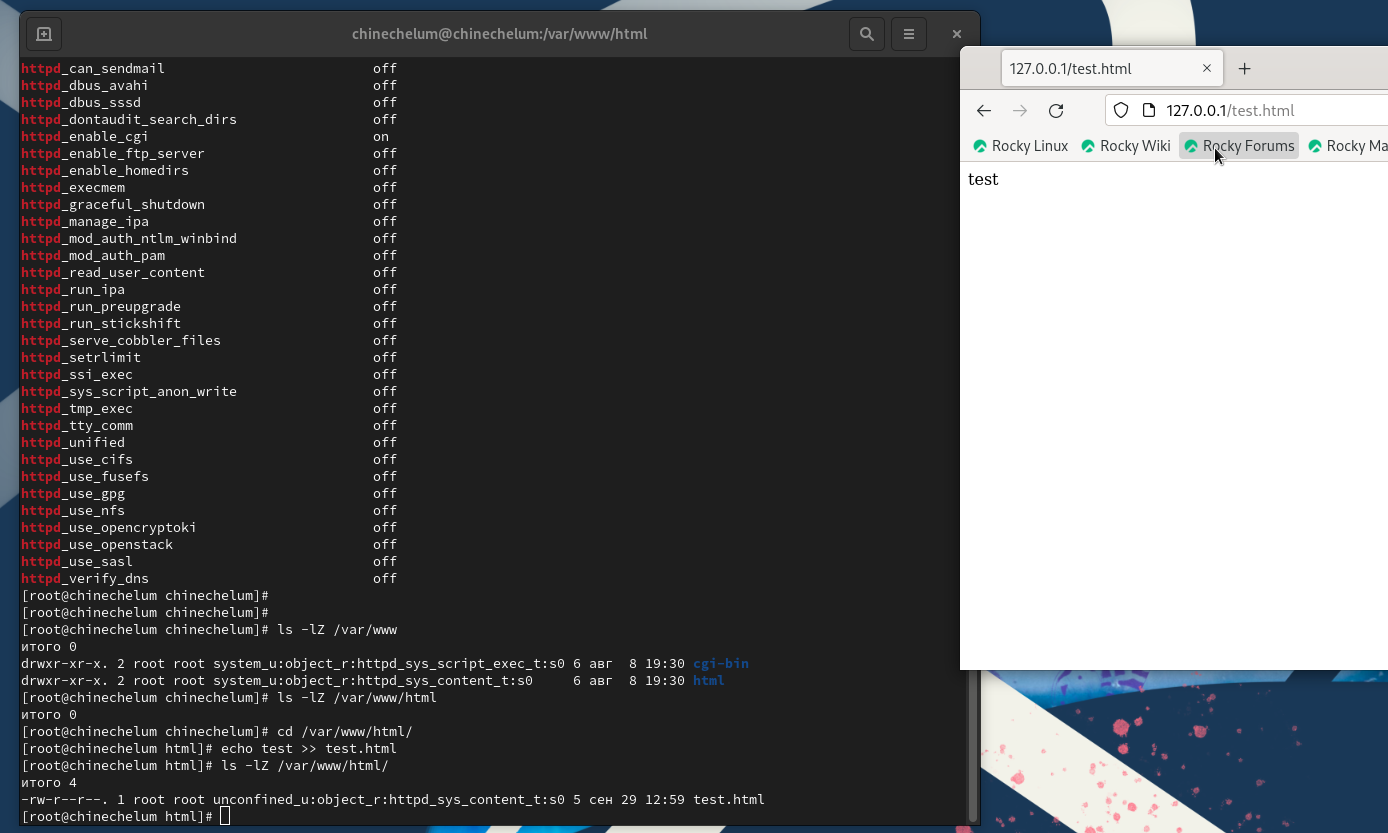 chinechelum@chinechelum:/var/www/html
httpd_can_sendmail off
httpd_dbus_avahi off
httpd_dbus_sssd off
httpd_dontaudit_search_dirs off
httpd_enable_cgi on
httpd_enable_ftp_server off
httpd_enable_homedirs off
httpd_execmem off
httpd_graceful_shutdown off
httpd_manage_ipa off
httpd_mod_auth_ntlm_winbind off
httpd_mod_auth_pam off
httpd_read_user_content off
httpd_run_ipa off
httpd_run_preupgrade off
httpd_run_stickshift off
httpd_serve_cobbler_files off
httpd_setrlimit off
httpd_ssi_exec off
httpd_sys_script_anon_write off
httpd_tmp_exec off
httpd_tty_comm off
httpd_unified off
httpd_use_cifs off
httpd_use_fusefs off
httpd_use_gpg off
httpd_use_nfs off
httpd_use_opencryptoki off
httpd_use_openstack off
httpd_use_sasl off
httpd_verify_dns off
[root@chinechelum chinechelum]#
[root@chinechelum chinechelum]#
[root@chinechelum chinechelum]# ls -lZ /var/www
итого 0
drwxr-xr-x. 2 root root system_u:object_r:httpd_sys_script_exec_t:s0 6 авг 8 19:30 cgi-bin
drwxr-xr-x. 2 root root system_u:object_r:httpd_sys_content_t:s0 6 авг 8 19:30 html
[root@chinechelum chinechelum]# ls -lZ /var/www/html
итого 0
[root@chinechelum chinechelum]# cd /var/www/html/
[root@chinechelum html]# echo test >> test.html
[root@chinechelum html]# ls -lZ /var/www/html/
итого 4
-rw-r--r--. 1 root root unconfined_u:object_r:httpd_sys_content_t:s0 5 сен 29 12:59 test.html
[root@chinechelum html]#
127.0.0.1/test.html
127.0.0.1/test.html
Rocky Linux Rocky Wiki Rocky Forums Rocky Ma
test